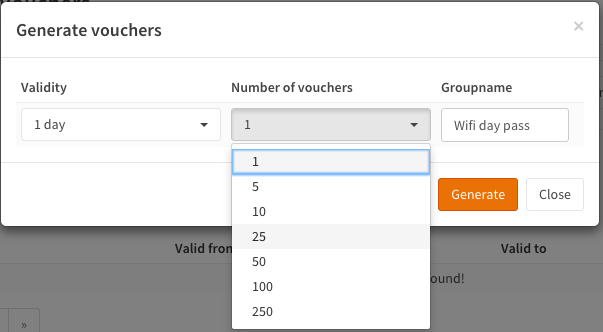 Generate vouchers
×
Validity Number of vouchers Groupname
1 day 1 Wifi day pass
1
5
10
25
50
100
250
Generate Close
Valid from Valid to
ound!
»